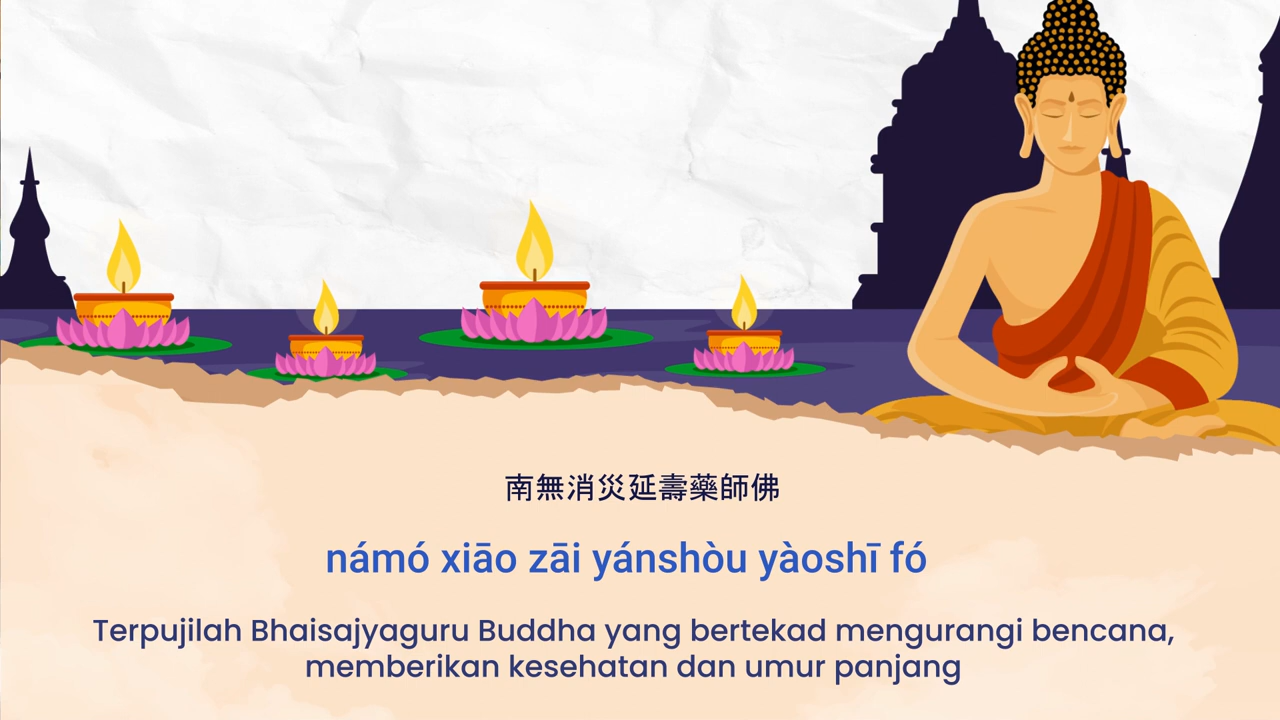 南無消災延壽藥師佛
námó xiāo zāi yánshòu yàoshī fó
Terpujilah Bhaisajyaguru Buddha yang bertekad mengurangi bencana,
memberikan kesehatan dan umur panjang